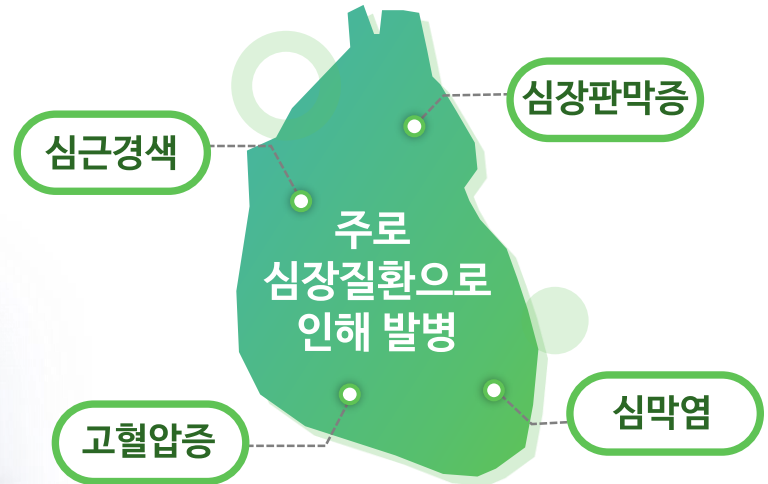 심장판막증
심근경색
주로
심장질환으로
인해 발병
고혈압증
심막염